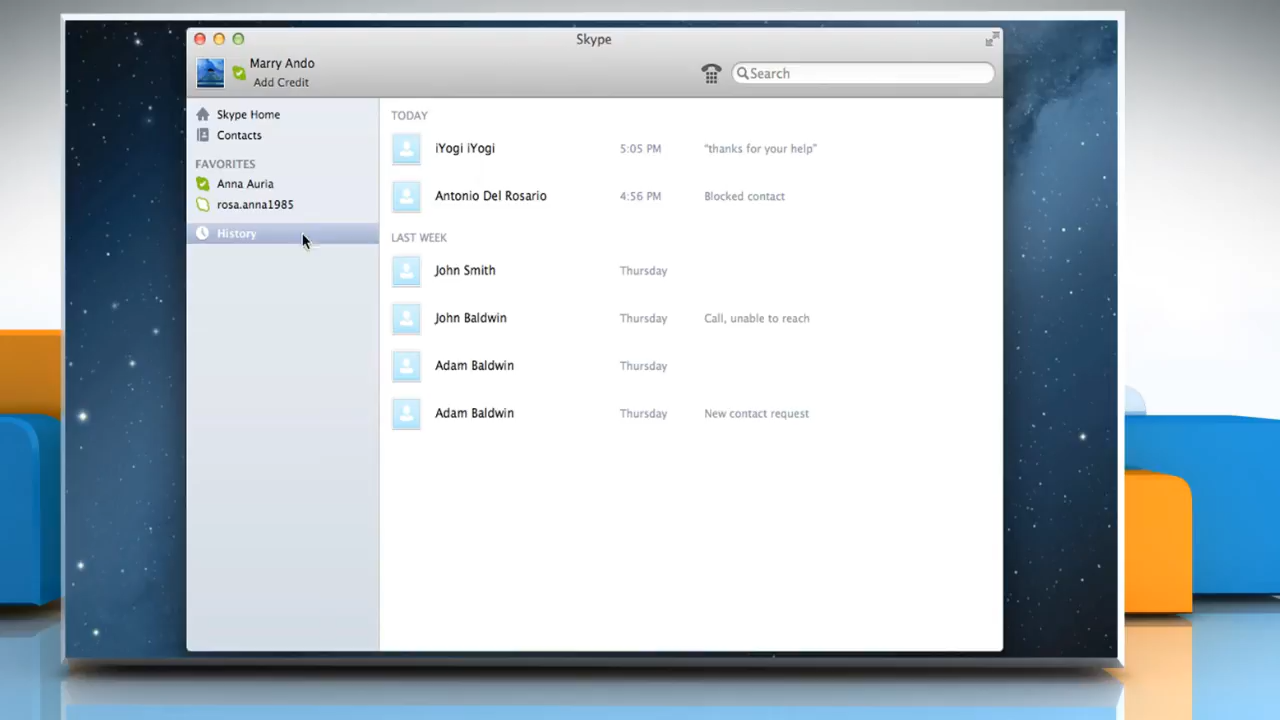 Skype
Marry Ando
Add Credit
Search
Skype Home
Contacts
FAVORITES
Anna Auria
rosa.anna1985
History
TODAY
iYogi iYogi 5:05 PM "thanks for your help"
Antonio Del Rosario 4:56 PM Blocked contact
LAST WEEK
John Smith Thursday
John Baldwin Thursday Call, unable to reach
Adam Baldwin Thursday
Adam Baldwin Thursday New contact request